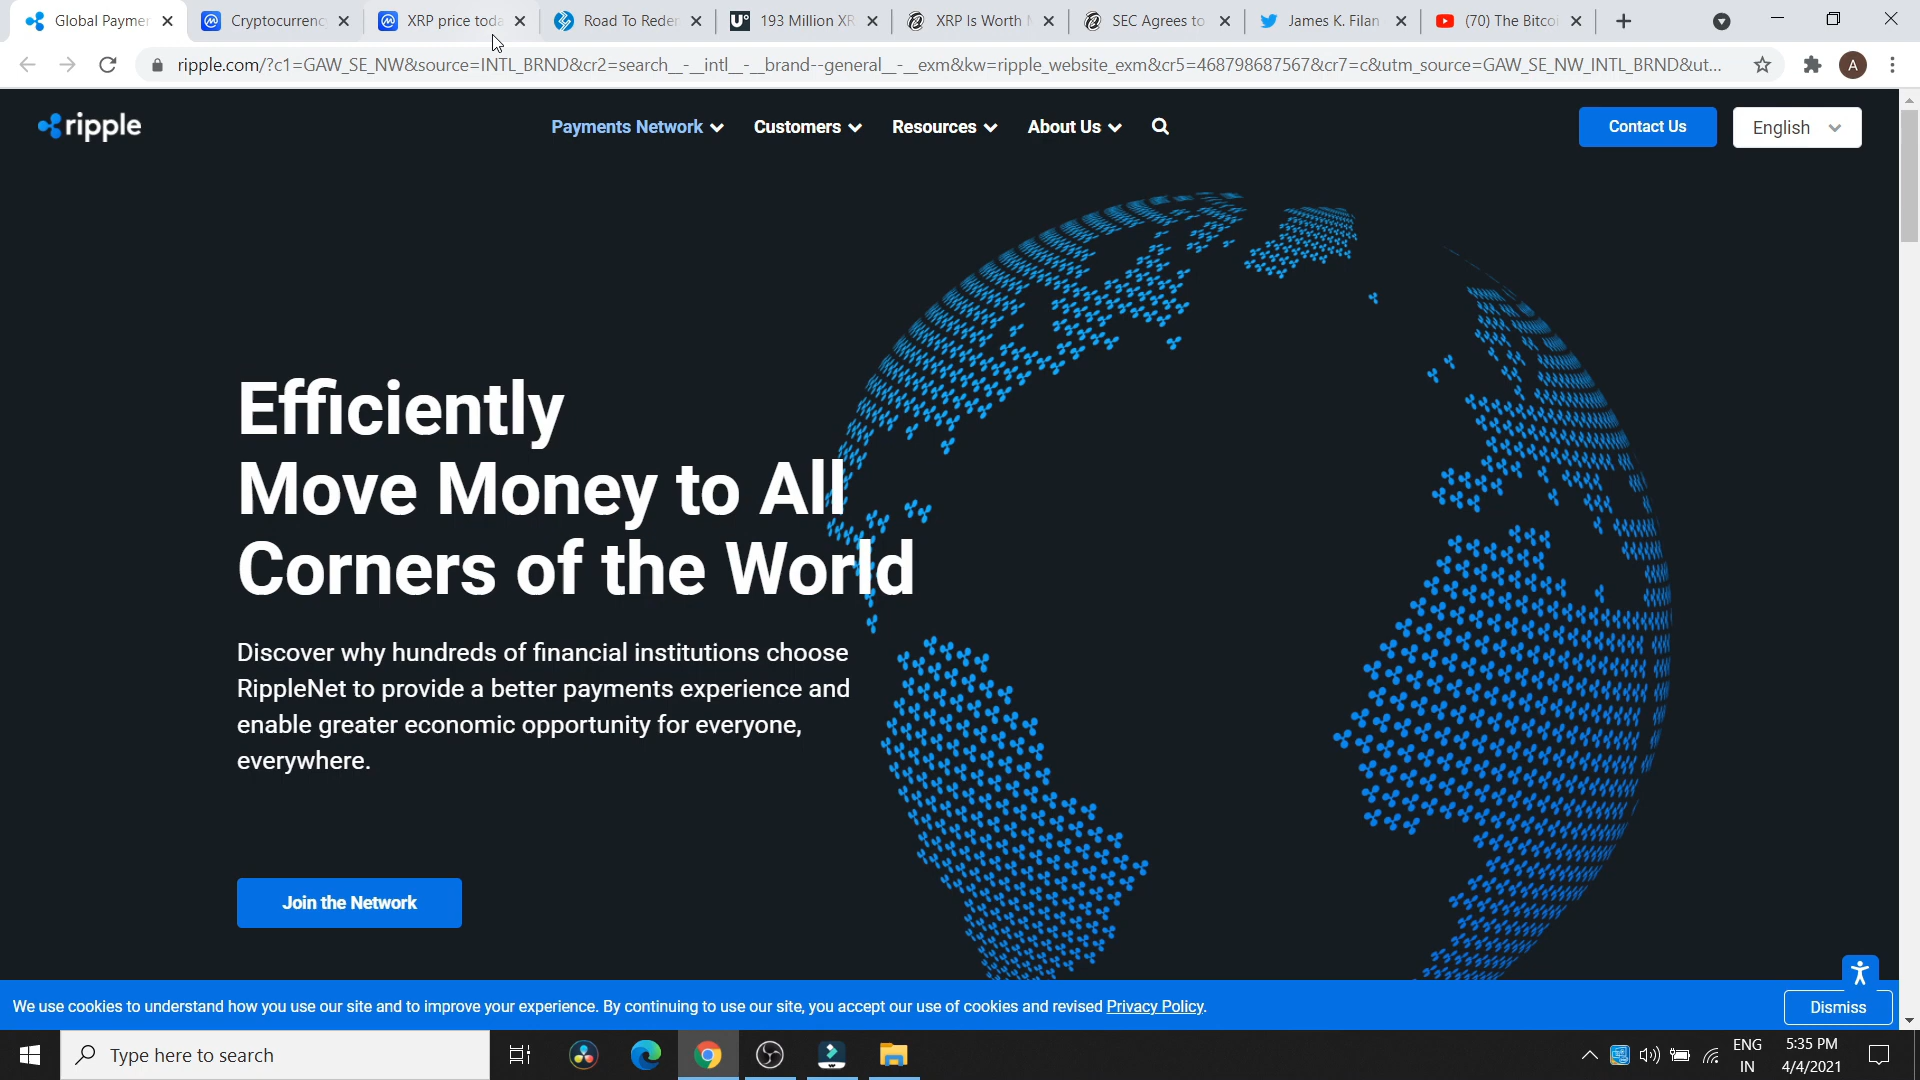 Global Paymer
Cryptocurrenc
XRP price toda
Road To Reder
193 Million XR
XRP Is Worth
SEC Agrees to
James K. Filan
(70) The Bitcoi
ripple.com/?c1=GAW_SE_NW&source=INTL_BRND&cr2=search__-__intl__-__brand--general__-__exm&kw=ripple_website_exm&cr5=468798687567&cr7=c&utm_source=GAW_SE_NW_INTL_BRND&ut...
A
ripple
Payments Network
Customers
Resources
About Us
Contact Us
English
Efficiently
Move Money to All
Corners of the World
Discover why hundreds of financial institutions choose
RippleNet to provide a better payments experience and
enable greater economic opportunity for everyone,
everywhere.
Join the Network
We use cookies to understand how you use our site and to improve your experience. By continuing to use our site, you accept our use of cookies and revised Privacy Policy.
Dismiss
Type here to search
ENG
IN
5:35 PM
4/4/2021